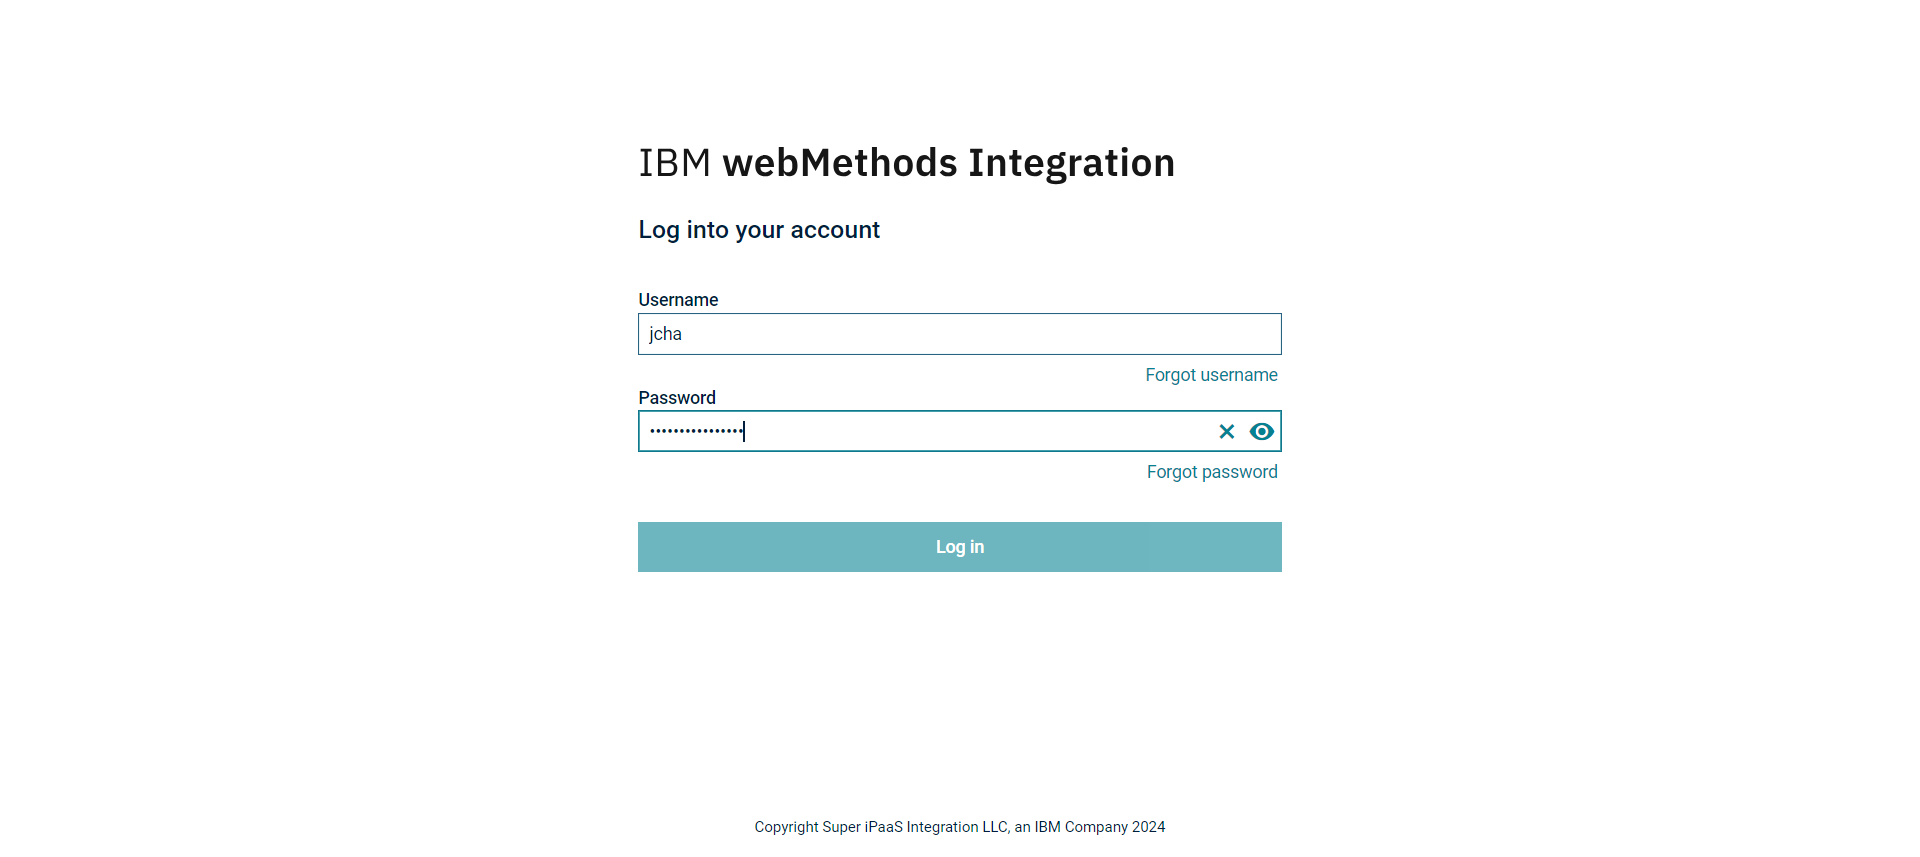 IBM webMethods Integration
Log into your account
Username
jcha
Forgot username
Password
••••••••••••••••
Forgot password
Log in
Copyright Super iPaaS Integration LLC, an IBM Company 2024